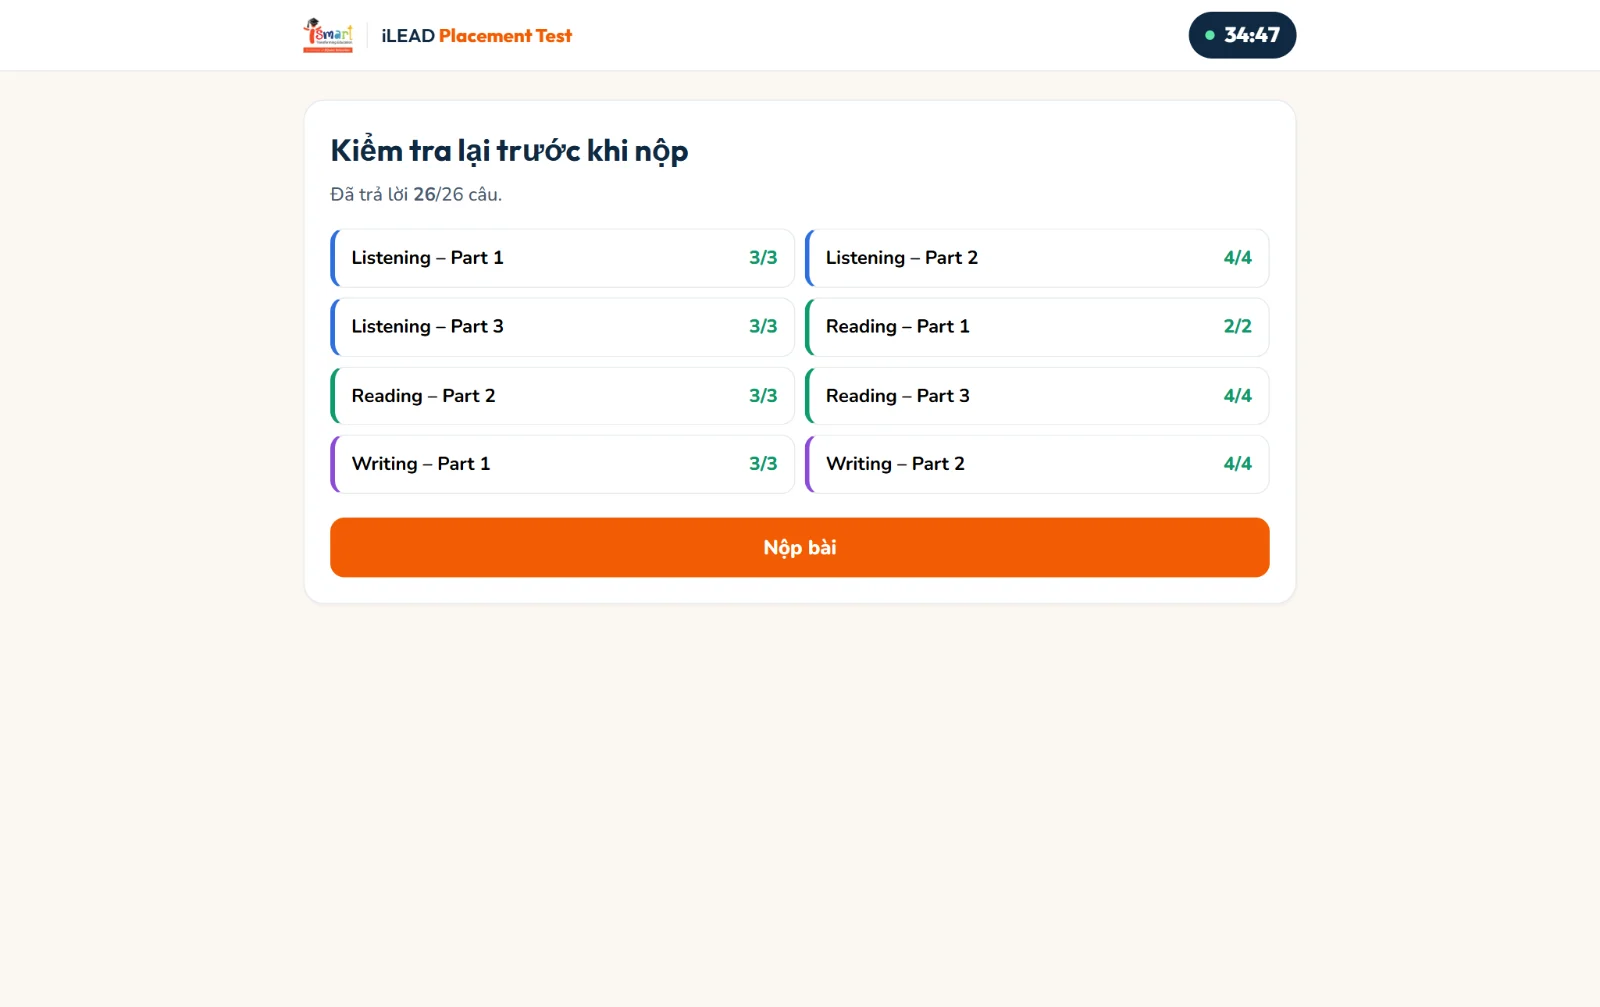 iSmart
iLEAD Placement Test
34:47
Kiểm tra lại trước khi nộp
Đã trả lời 26/26 câu.
Listening – Part 1 3/3
Listening – Part 2 4/4
Listening – Part 3 3/3
Reading – Part 1 2/2
Reading – Part 2 3/3
Reading – Part 3 4/4
Writing – Part 1 3/3
Writing – Part 2 4/4
Nộp bài